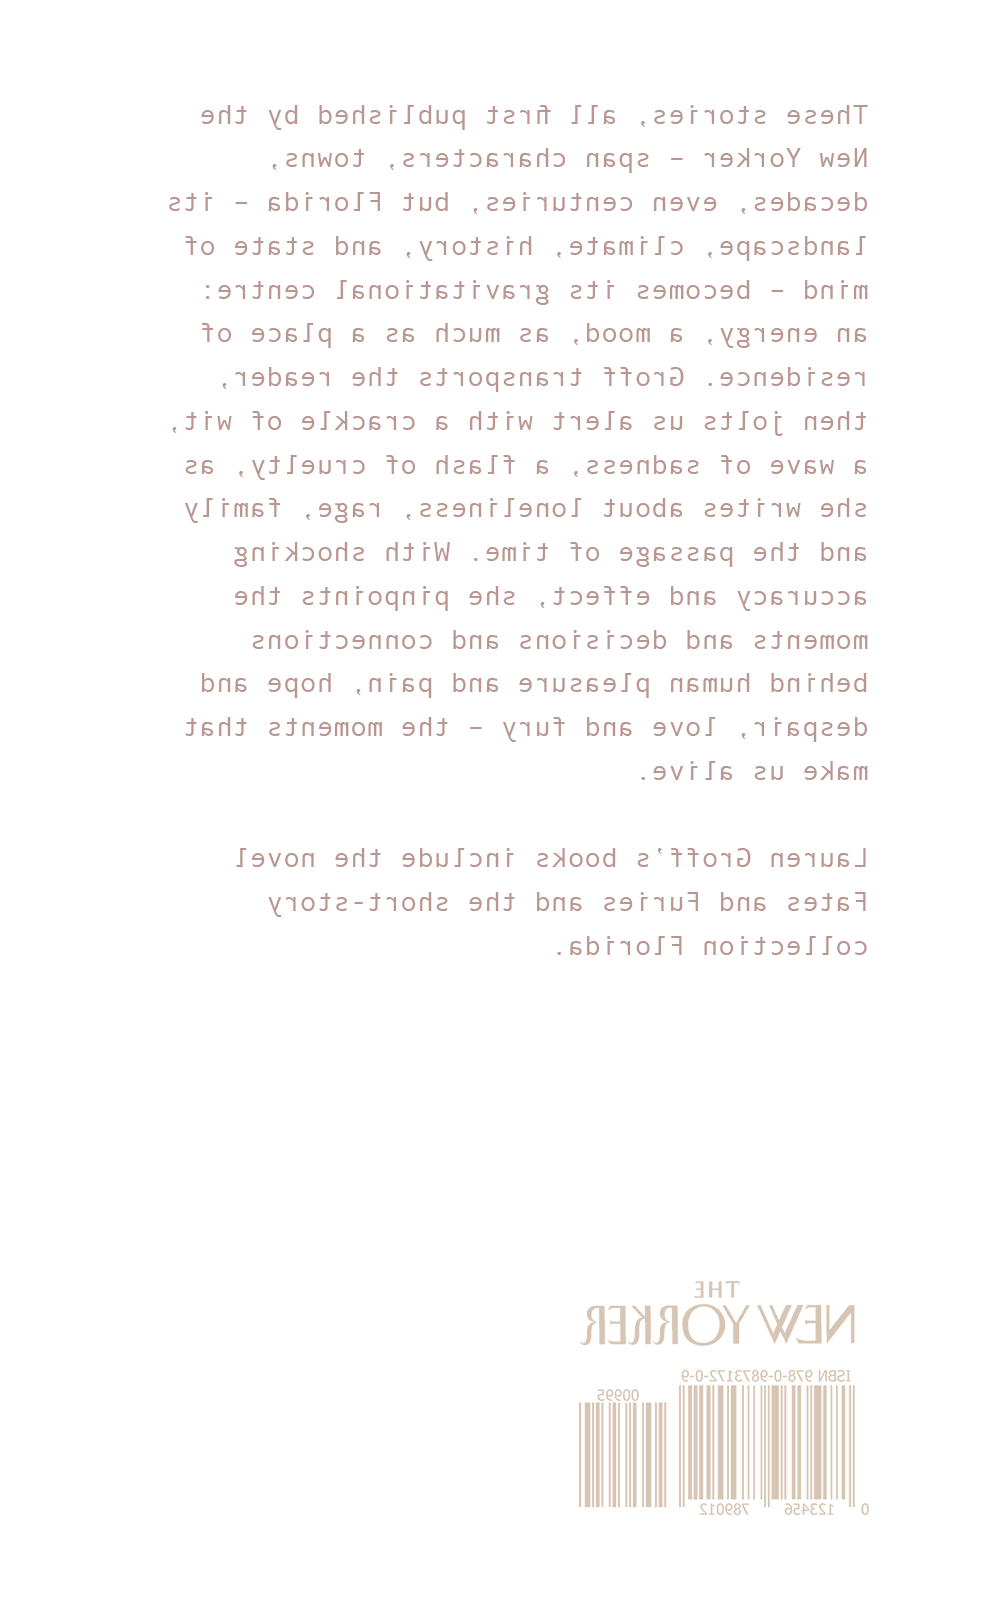 These stories, all first published by the
New Yorker – span characters, towns,
decades, even centuries, but Florida – its
landscape, climate, history, and state of
mind – becomes its gravitational centre:
an energy, a mood, as much as a place of
residence. Groff transports the reader,
then jolts us alert with a crackle of wit,
a wave of sadness, a flash of cruelty, as
she writes about loneliness, rage, family
and the passage of time. With shocking
accuracy and effect, she pinpoints the
moments and decisions and connections
behind human pleasure and pain, hope and
despair, love and fury – the moments that
make us alive.
Lauren Groff’s books include the novel
Fates and Furies and the short-story
collection Florida.
THE
NEW YORKER
ISBN 978-0-9873172-0-9
00995
0 123456 789012